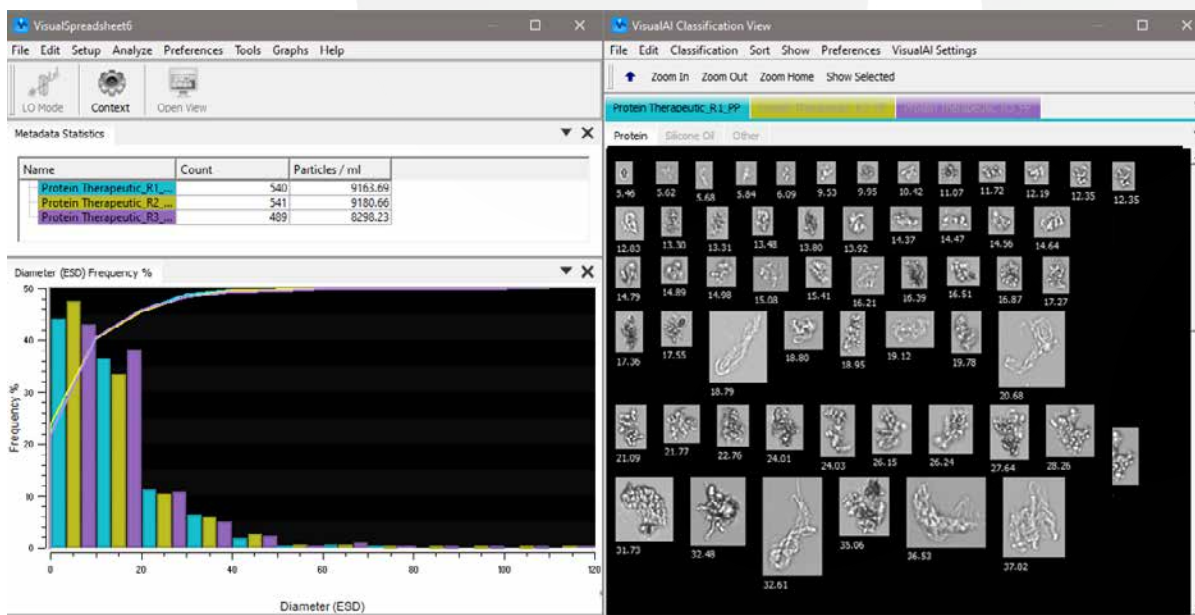 VisualSpreadsheet6
File Edit Setup Analyze Preferences Tools Graphs Help
LO Mode Context Open View
Metadata Statistics
Name Count Particles / ml
Protein Therapeutic_R1_... 540 9163.69
Protein Therapeutic_R2_... 541 9180.66
Protein Therapeutic_R3_... 489 8298.23
Diameter (ESD) Frequency %
Frequency %
50
40
30
20
10
0
0 20 40 60 80 100 120
Diameter (ESD)
VisualAI Classification View
File Edit Classification Sort Show Preferences VisualAI Settings
Zoom In Zoom Out Zoom Home Show Selected
Protein Therapeutic_R1_PP
Protein Silicone Oil Other
5.46 5.62 5.68 5.84 6.09 9.53 9.95 10.42 11.07 11.72 12.19 12.35 12.35
12.83 13.30 13.31 13.48 13.80 13.92 14.37 14.47 14.56 14.64
14.79 14.89 14.98 15.08 15.41 16.21 16.39 16.51 16.87 17.27
17.36 17.55 18.79 18.80 18.95 19.12 19.78 20.68
21.09 21.77 22.76 24.01 24.03 26.15 26.24 27.64 28.26
31.73 32.48 32.61 35.06 36.53 37.02